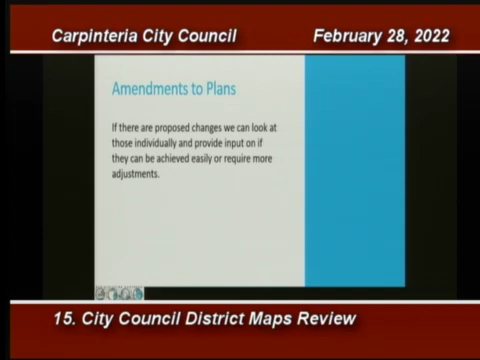 Carpinteria City Council
February 28, 2022
Amendments to Plans
If there are proposed changes we can look at
those individually and provide input on if
they can be achieved easily or require more
adjustments.
15. City Council District Maps Review